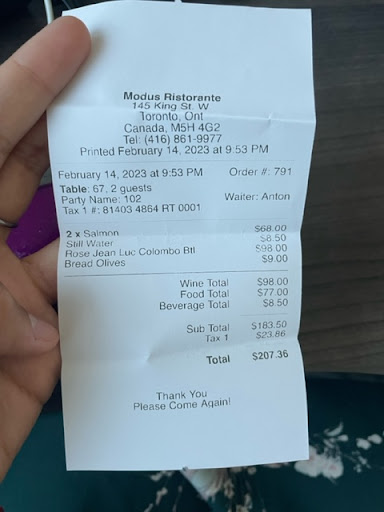 Modus Ristorante
145 King St. W
Toronto, Ont
Canada, M5H 4G2
Tel: (416) 861-9977
Printed February 14, 2023 at 9:53 PM
February 14, 2023 at 9:53 PM Order #: 791
Table: 67, 2 guests
Party Name: 102 Waiter: Anton
Tax 1 #: 81403 4864 RT 0001
2 x Salmon $68.00
Still Water $8.50
Rose Jean Luc Colombo Btl $98.00
Bread Olives $9.00
Wine Total $98.00
Food Total $77.00
Beverage Total $8.50
Sub Total $183.50
Tax 1 $23.86
Total $207.36
Thank You
Please Come Again!